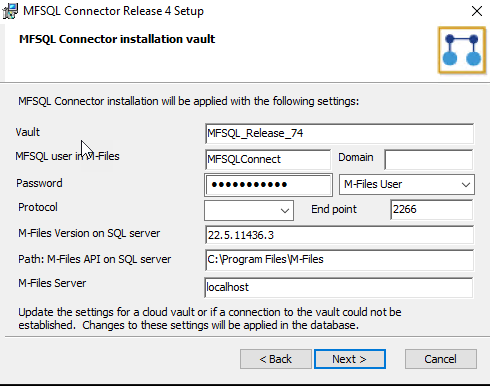 MFSQL Connector Release 4 Setup
MFSQL Connector installation vault
MFSQL Connector installation will be applied with the following settings:
Vault MFSQL_Release_74
MFSQL user in M-Files MFSQLConnect Domain
Password ●●●●●●●●●●● M-Files User
Protocol End point 2266
M-Files Version on SQL server 22.5.11436.3
Path: M-Files API on SQL server C:\Program Files\M-Files
M-Files Server localhost
Update the settings for a cloud vault or if a connection to the vault could not be
established. Changes to these settings will be applied in the database.
< Back Next > Cancel